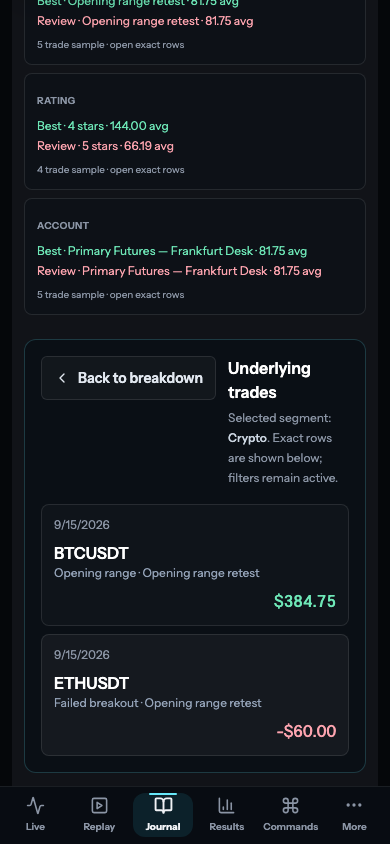 Best · Opening range retest · 81.75 avg
Review · Opening range retest · 81.75 avg
5 trade sample · open exact rows
RATING
Best · 4 stars · 144.00 avg
Review · 5 stars · 66.19 avg
4 trade sample · open exact rows
ACCOUNT
Best · Primary Futures — Frankfurt Desk · 81.75 avg
Review · Primary Futures — Frankfurt Desk · 81.75 avg
5 trade sample · open exact rows
Back to breakdown
Underlying
trades
Selected segment:
Crypto. Exact rows
are shown below;
filters remain active.
9/15/2026
BTCUSDT
Opening range · Opening range retest
$384.75
9/15/2026
ETHUSDT
Failed breakout · Opening range retest
-$60.00
Live
Replay
Journal
Results
Commands
More